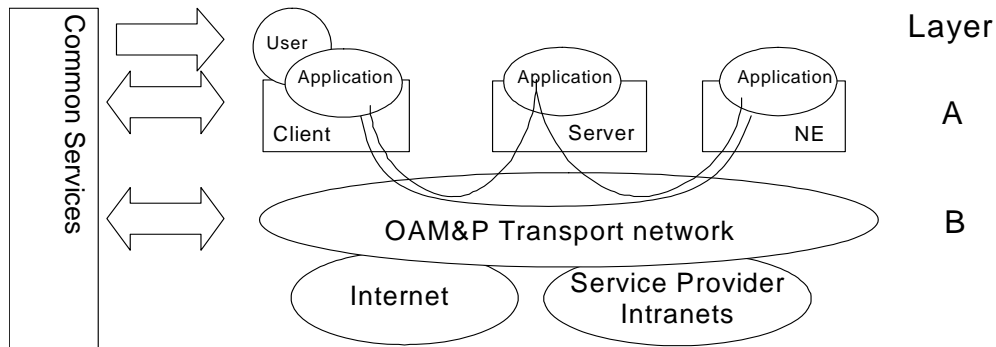 Common Services
Layer
User
Application
Application
Application
A
Client
Server
NE
OAM&P Transport network
B
Internet
Service Provider
Intranets